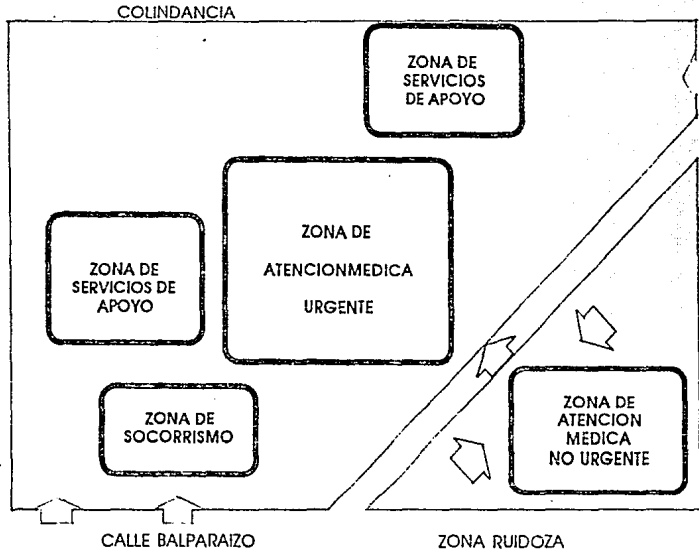 COLINDANCIA
ZONA DE
SERVICIOS
DE APOYO
ZONA DE
ATENCIONMEDICA
URGENTE
ZONA DE
SERVICIOS DE
APOYO
ZONA DE
SOCORRISMO
ZONA DE
ATENCION
MEDICA
NO URGENTE
CALLE BALPARAIZO
ZONA RUIDOZA